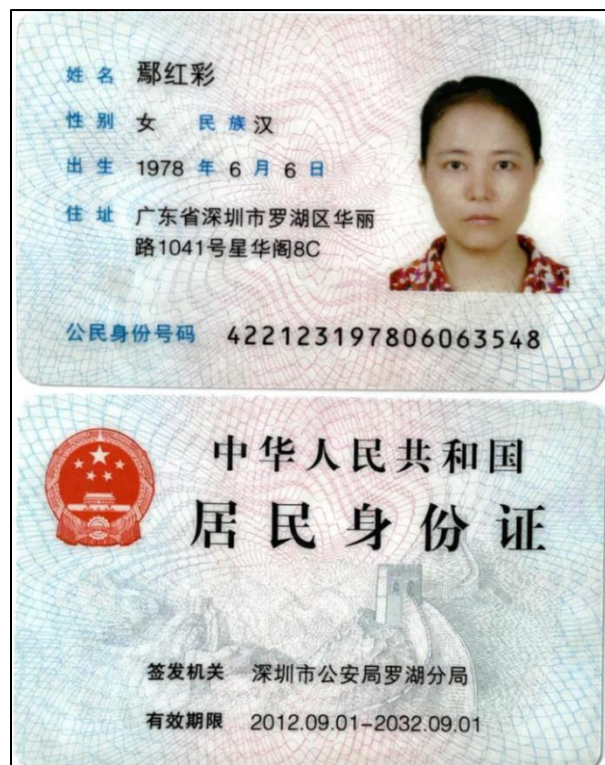 姓名 鄢红彩
性别 女 民族 汉
出生 1978 年 6 月 6 日
住址 广东省深圳市罗湖区华丽
路1041号星华阁8C
公民身份号码 422123197806063548
中华人民共和国
居民身份证
签发机关 深圳市公安局罗湖分局
有效期限 2012.09.01-2032.09.01